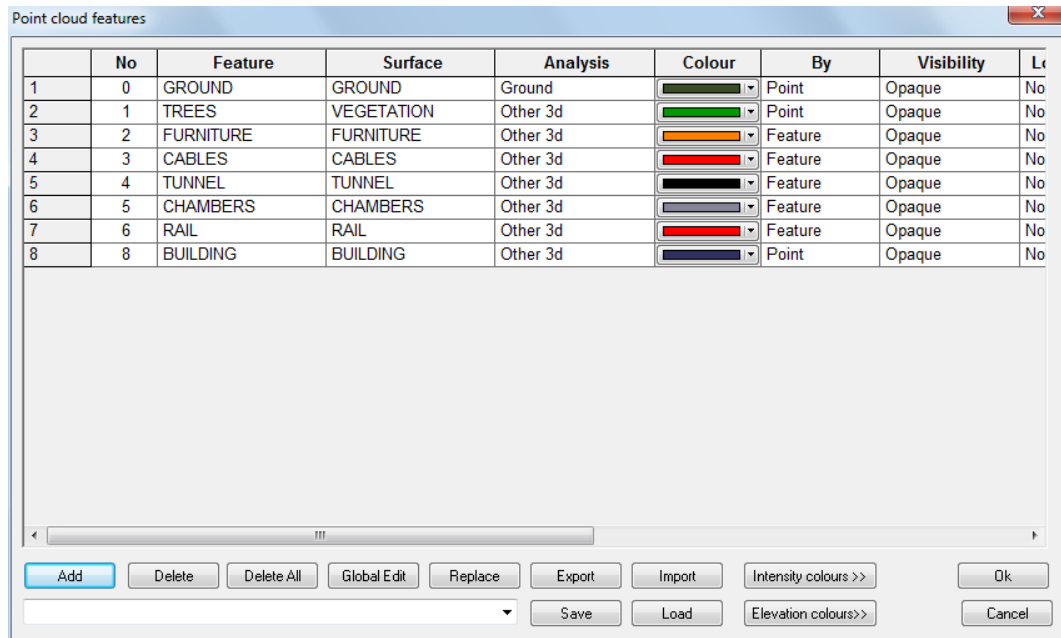 Point cloud features
No Feature Surface Analysis Colour By Visibility
1 0 GROUND GROUND Ground Point Opaque No
2 1 TREES VEGETATION Other 3d Point Opaque No
3 2 FURNITURE FURNITURE Other 3d Feature Opaque No
4 3 CABLES CABLES Other 3d Feature Opaque No
5 4 TUNNEL TUNNEL Other 3d Feature Opaque No
6 5 CHAMBERS CHAMBERS Other 3d Feature Opaque No
7 6 RAIL RAIL Other 3d Feature Opaque No
8 8 BUILDING BUILDING Other 3d Point Opaque No
Add Delete Delete All Global Edit Replace Export Import Intensity colours >> Ok
Save Load Elevation colours>> Cancel